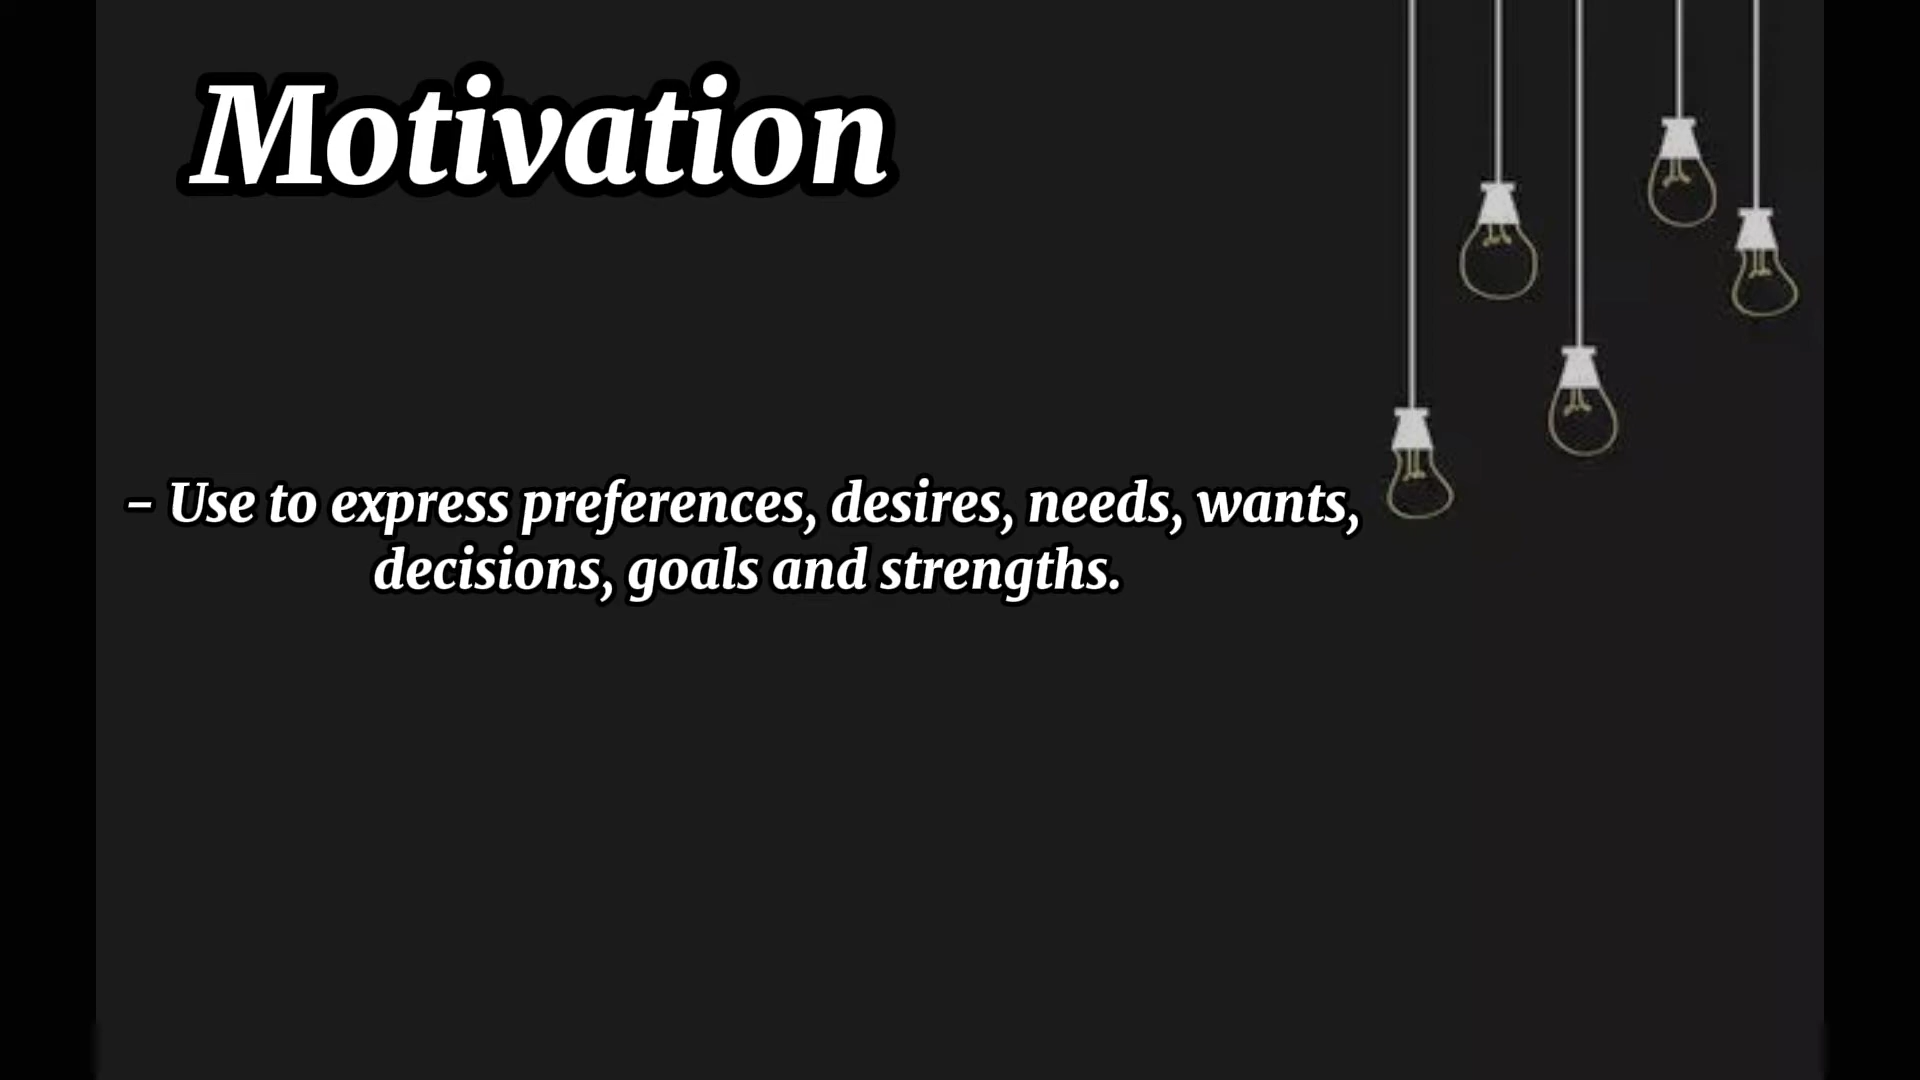 Motivation
- Use to express preferences, desires, needs, wants,
decisions, goals and strengths.